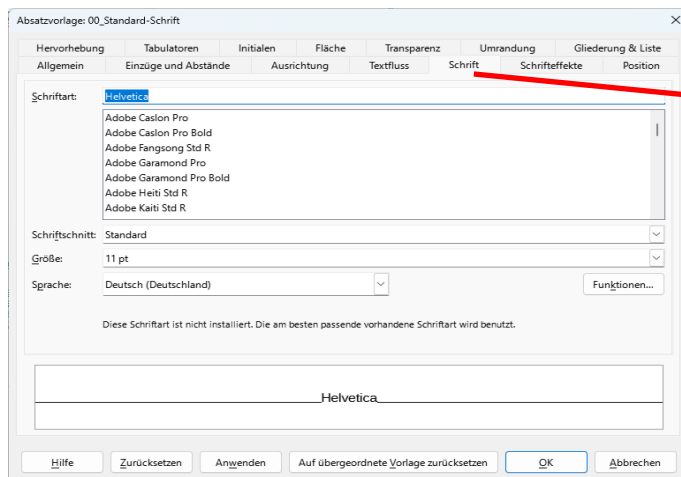 Absatzvorlage: 00_Standard-Schrift
Hervorhebung Tabulatoren Initialen Fläche Transparenz Umrandung Gliederung & Liste
Allgemein Einzüge und Abstände Ausrichtung Textfluss Schrift Schrifteffekte Position
Schriftart: Helvetica
Adobe Caslon Pro
Adobe Caslon Pro Bold
Adobe Fangsong Std R
Adobe Garamond Pro
Adobe Garamond Pro Bold
Adobe Heiti Std R
Adobe Kaiti Std R
Schriftschnitt: Standard
Größe: 11 pt
Sprache: Deutsch (Deutschland) Funktionen...
Diese Schriftart ist nicht installiert. Die am besten passende vorhandene Schriftart wird benutzt.
Helvetica
Hilfe Zurücksetzen Anwenden Auf übergeordnete Vorlage zurücksetzen OK Abbrechen